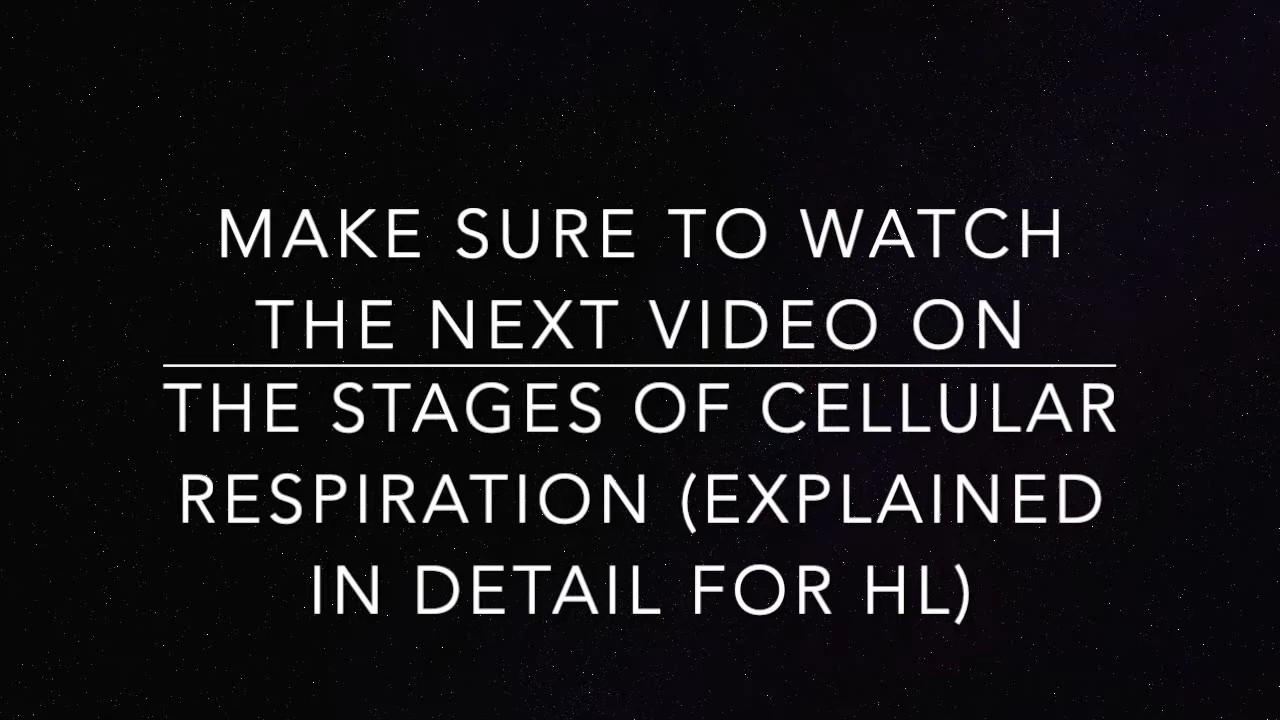 MAKE SURE TO WATCH
THE NEXT VIDEO ON
THE STAGES OF CELLULAR
RESPIRATION (EXPLAINED
IN DETAIL FOR HL)